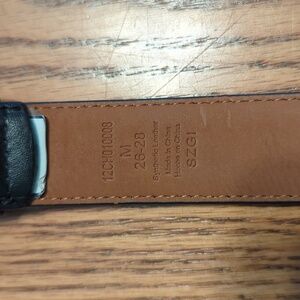 12CH010008
M
26-28
Synthetic Leather
Made in China
Hecho en China
SZGI